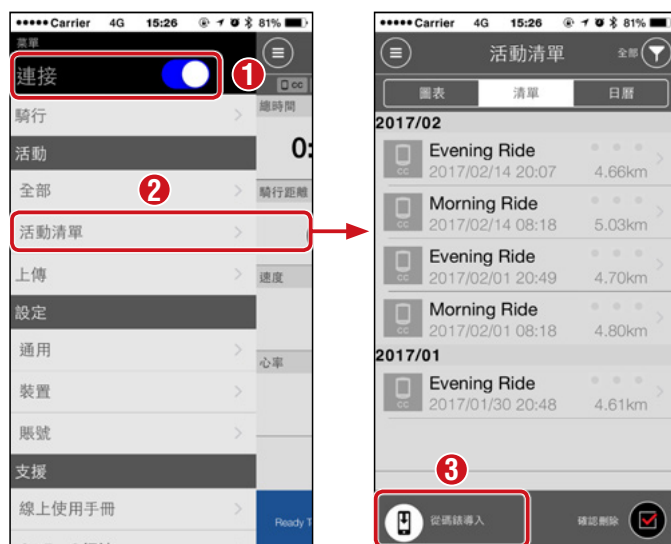 ●●●●● Carrier 4G 15:26 81%
菜單
連接
1
騎行
活動
全部
2
活動清單
上傳
設定
通用
裝置
賬號
支援
線上使用手冊
CC
總時間
0:
騎行距離
速度
心率
Ready T
●●●●● Carrier 4G 15:26 81%
活動清單
全部
圖表 清單 日曆
2017/02
Evening Ride
CC 2017/02/14 20:07 4.66km
Morning Ride
CC 2017/02/14 08:18 5.03km
Evening Ride
CC 2017/02/01 20:49 4.70km
Morning Ride
CC 2017/02/01 08:18 4.80km
2017/01
Evening Ride
CC 2017/01/30 20:48 4.61km
3
從碼錶導入
確認刪除